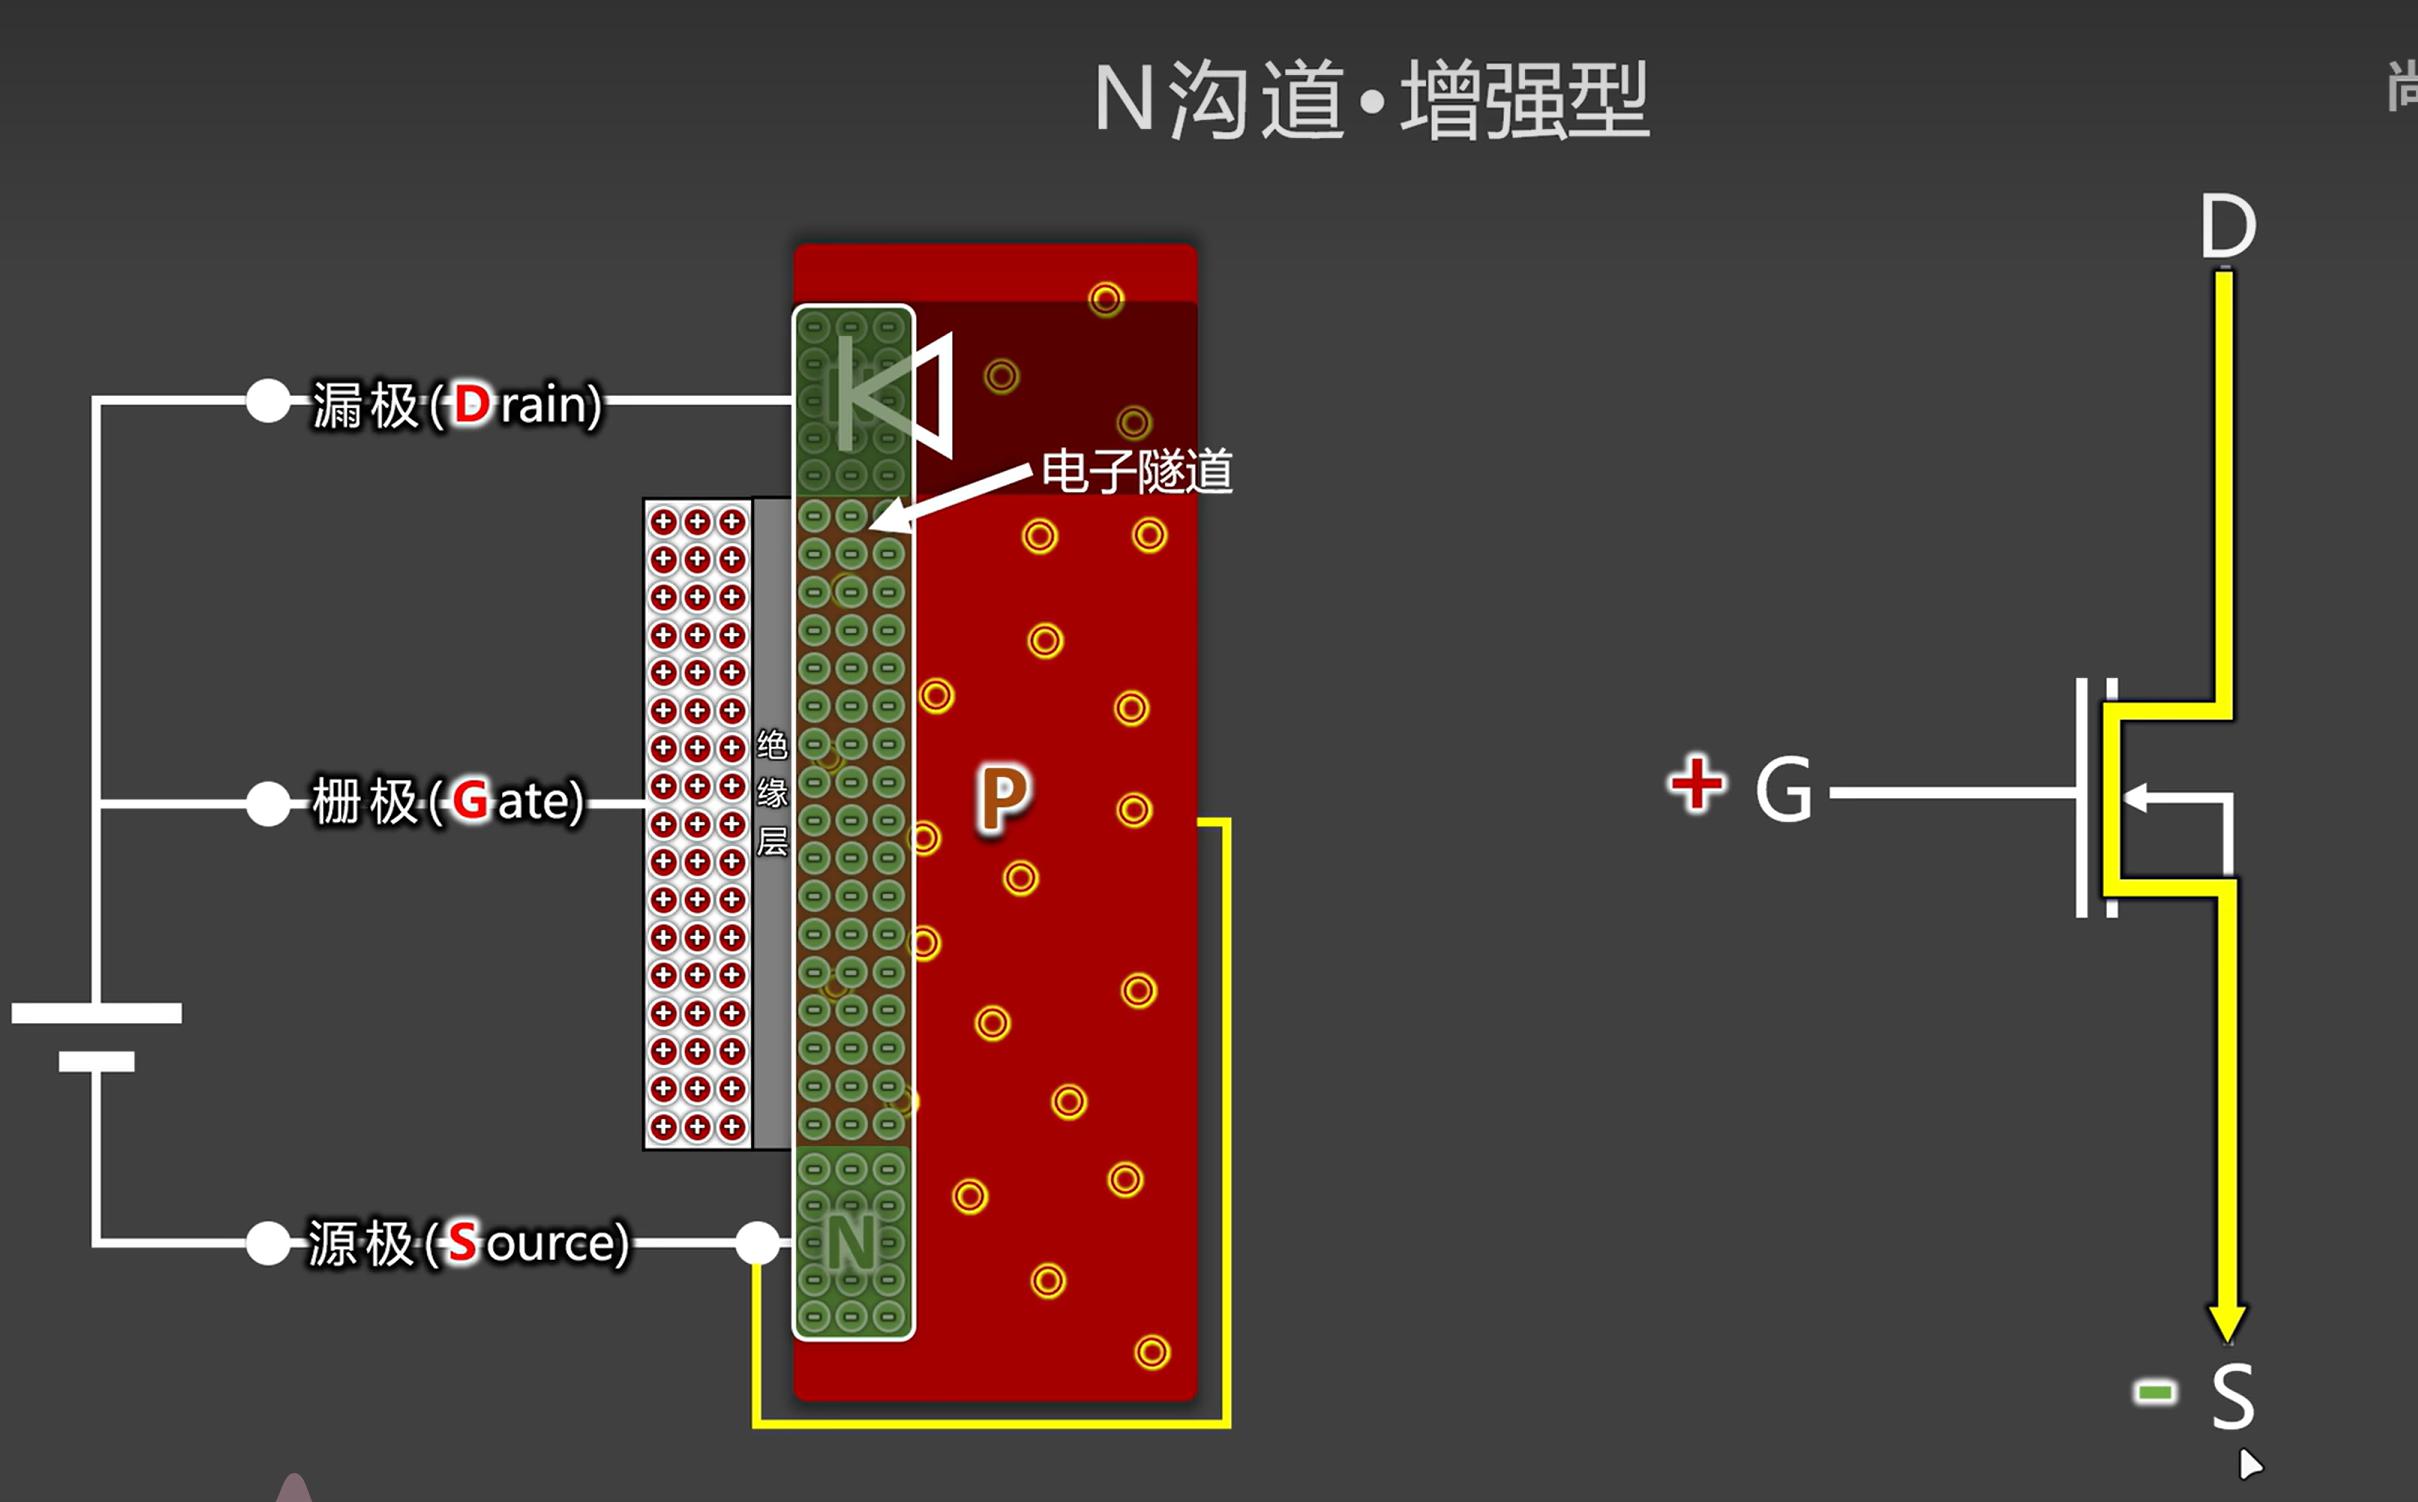 N沟道•增强型
尚
D
漏极(Drain)
电子隧道
绝缘层
P
栅极(Gate)
+ G
源极(Source)
N
- S